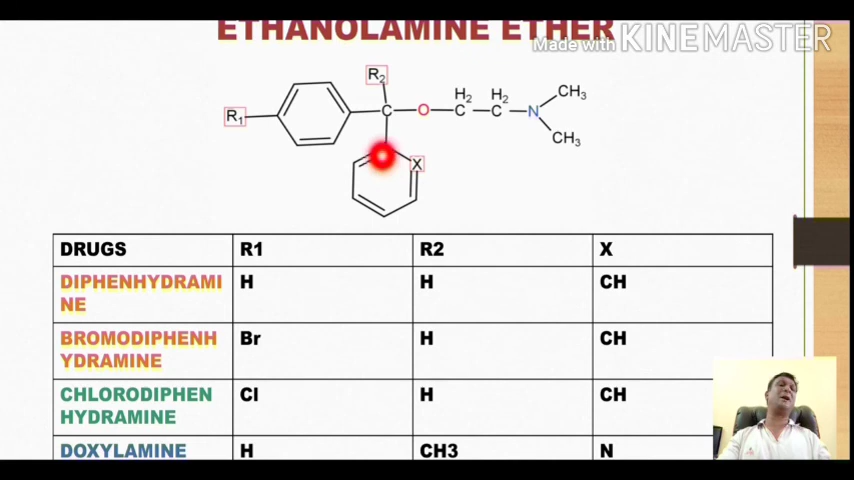 ETHANOLAMINE ETHER
Made with KINEMASTER
R2
R1 C O H2 C H2 C N CH3
CH3
X
DRUGS R1 R2 X
DIPHENHYDRAMI H H CH
NE
BROMODIPHENH Br H CH
YDRAMINE
CHLORODIPHEN Cl H CH
HYDRAMINE
DOXYLAMINE H CH3 N